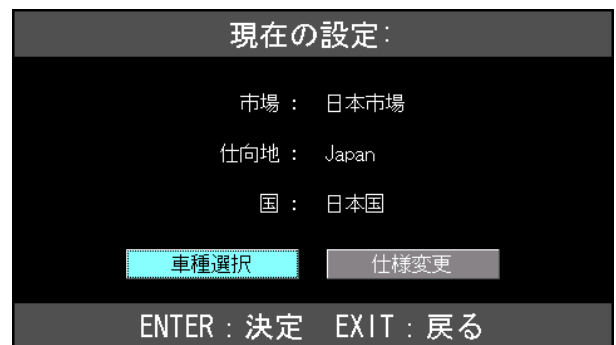 現在の設定:
市場 : 日本市場
仕向地 : Japan
国 : 日本国
車種選択 仕様変更
ENTER : 決定 EXIT : 戻る